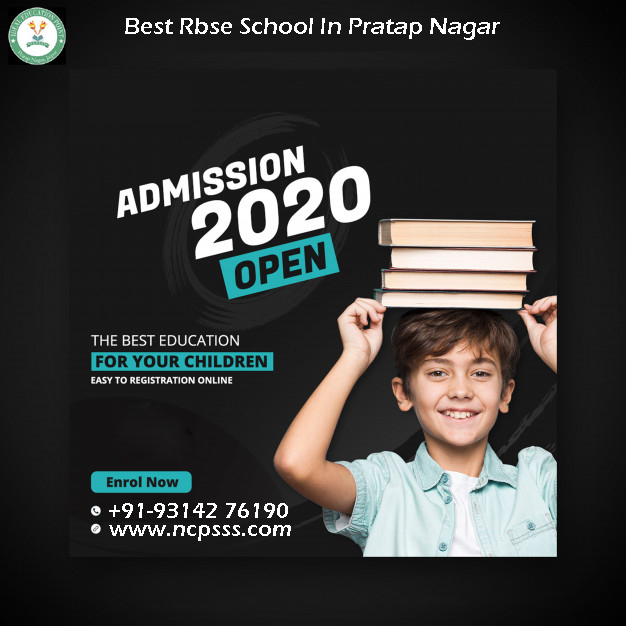 Best Rbse School In Pratap Nagar
ADMISSION
2020
OPEN
THE BEST EDUCATION
FOR YOUR CHILDREN
EASY TO REGISTRATION ONLINE
Enrol Now
+91-93142 76190
www.ncpsss.com